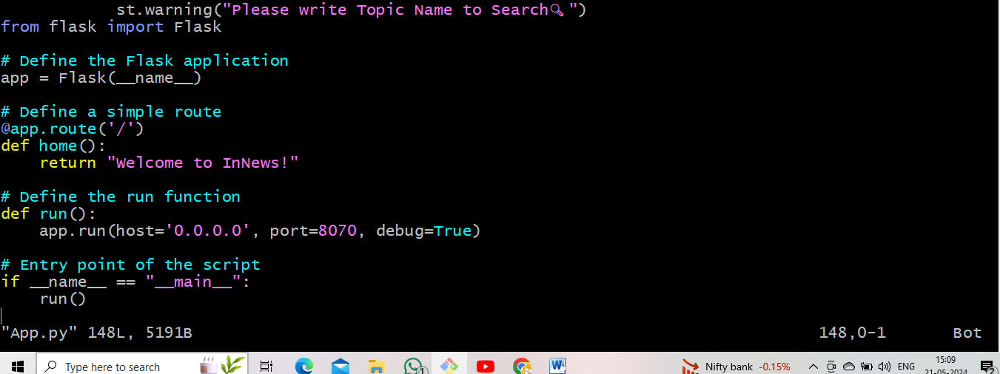 st.warning("Please write Topic Name to Search🔍 ")
from flask import Flask
# Define the Flask application
app = Flask(__name__)
# Define a simple route
@app.route('/')
def home():
    return "Welcome to InNews!"
# Define the run function
def run():
    app.run(host='0.0.0.0', port=8070, debug=True)
# Entry point of the script
if __name__ == "__main__":
    run()
"App.py" 148L, 5191B 148,0-1 Bot
Type here to search Nifty bank -0.15% ENG 15:09
21-05-2024